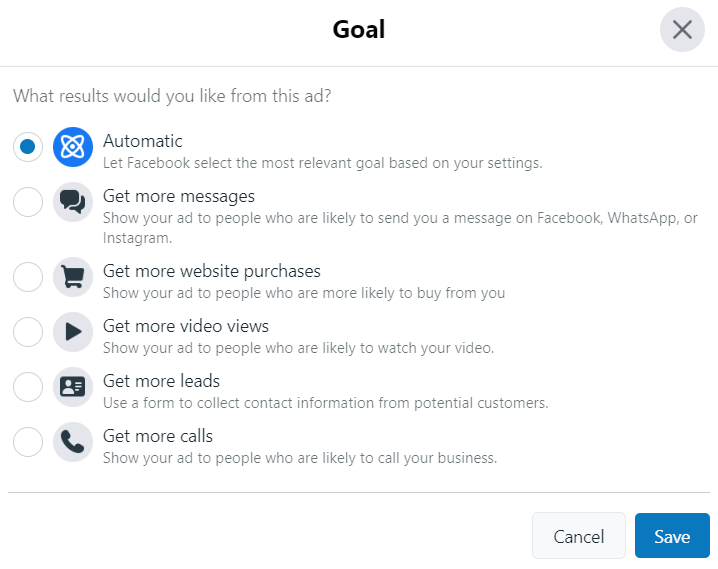 Goal
What results would you like from this ad?
Automatic
Let Facebook select the most relevant goal based on your settings.
Get more messages
Show your ad to people who are likely to send you a message on Facebook, WhatsApp, or
Instagram.
Get more website purchases
Show your ad to people who are more likely to buy from you
Get more video views
Show your ad to people who are likely to watch your video.
Get more leads
Use a form to collect contact information from potential customers.
Get more calls
Show your ad to people who are likely to call your business.
Cancel Save